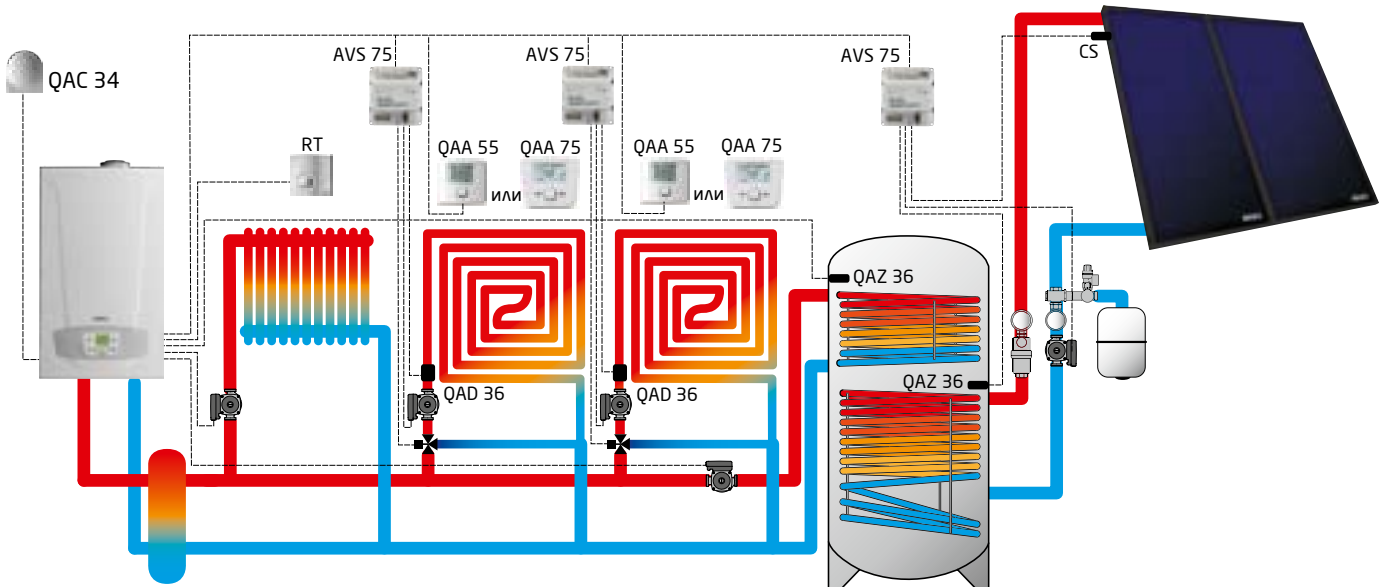 AVS 75
AVS 75
AVS 75
CS
QAC 34
RT
QAA 55
или
QAA 75
QAA 55
или
QAA 75
QAZ 36
QAD 36
QAD 36
QAZ 36